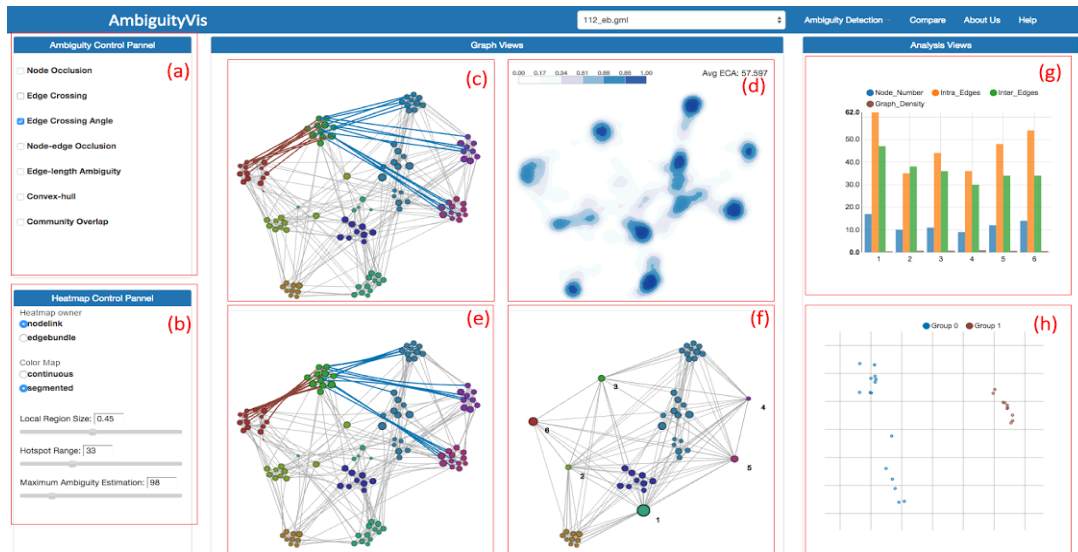 AmbiguityVis
112_eb.gml
Ambiguity Detection
Compare
About Us
Help
Ambiguity Control Pannel
(a)
Node Occlusion
Edge Crossing
Edge Crossing Angle
Node-edge Occlusion
Edge-length Ambiguity
Convex-hull
Community Overlap
Heatmap Control Pannel
(b)
Heatmap owner
nodelink
edgebundle
Color Map
continuous
segmented
Local Region Size: 0.45
Hotspot Range: 33
Maximum Ambiguity Estimation: 98
Graph Views
(c)
0.00 0.17 0.34 0.51 0.68 0.86 1.00
Avg ECA: 57.597
(d)
(e)
(f)
3
4
6
2
5
1
Analysis Views
(g)
Node_Number Intra_Edges Inter_Edges
Graph_Density
62.0
50.0
40.0
30.0
20.0
10.0
0.0
1 2 3 4 5 6
(h)
Group 0 Group 1